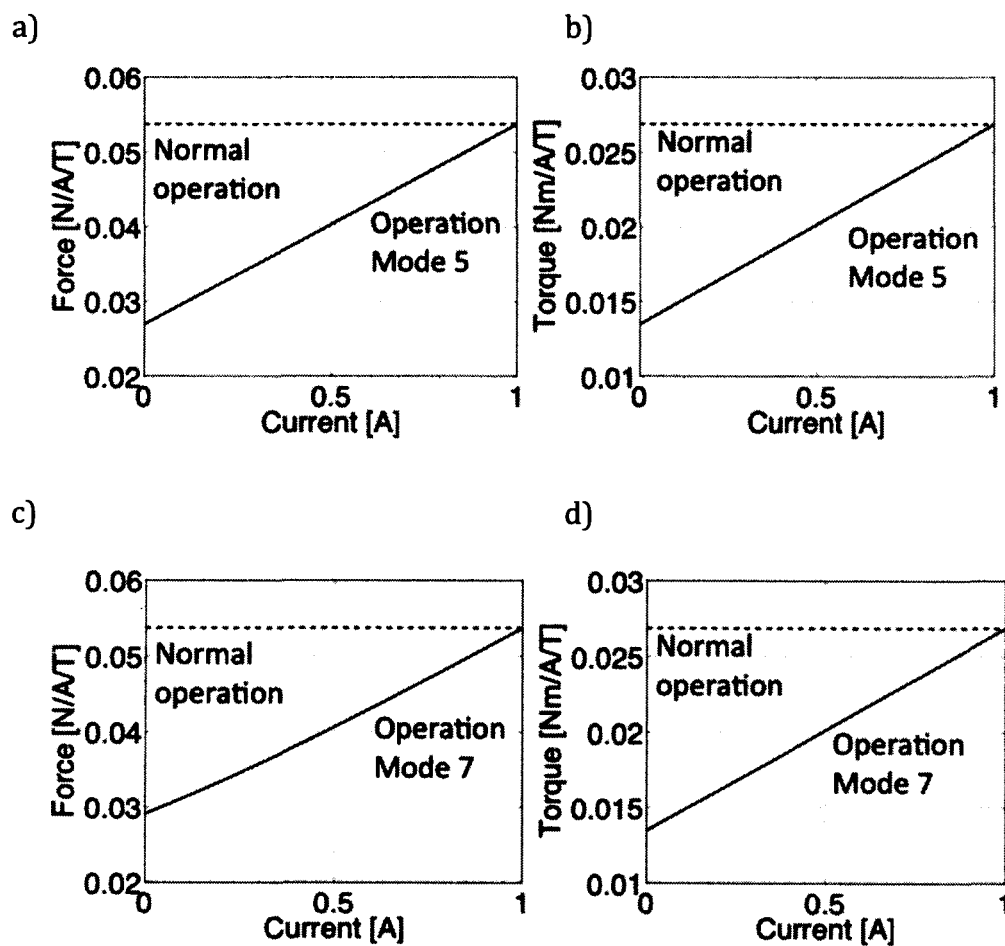 a)
Force [N/A/T]
0.06
0.05
0.04
0.03
0.02
Normal
operation
Operation
Mode 5
0
0.5
1
Current [A]
b)
Torque [Nm/A/T]
0.03
0.025
0.02
0.015
0.01
Normal
operation
Operation
Mode 5
0
0.5
1
Current [A]
c)
Force [N/A/T]
0.06
0.05
0.04
0.03
0.02
Normal
operation
Operation
Mode 7
0
0.5
1
Current [A]
d)
Torque [Nm/A/T]
0.03
0.025
0.02
0.015
0.01
Normal
operation
Operation
Mode 7
0
0.5
1
Current [A]